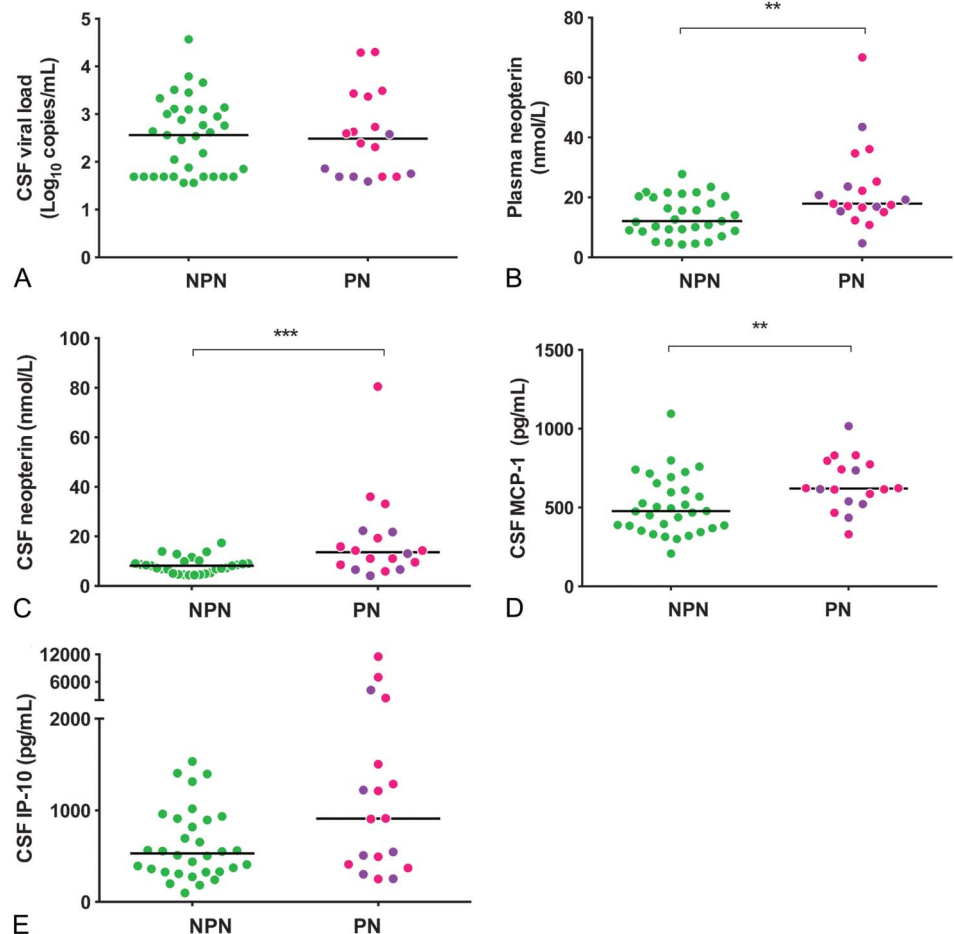 5
4
3
2
1
0
CSF viral load
(Log10 copies/mL)
NPN
PN
A
**
80
60
40
20
0
Plasma neopterin
(nmol/L)
NPN
PN
B
***
100
80
60
40
20
0
CSF neopterin (nmol/L)
NPN
PN
C
**
1500
1000
500
0
CSF MCP-1 (pg/mL)
NPN
PN
D
12000
6000
2000
1000
0
CSF IP-10 (pg/mL)
NPN
PN
E